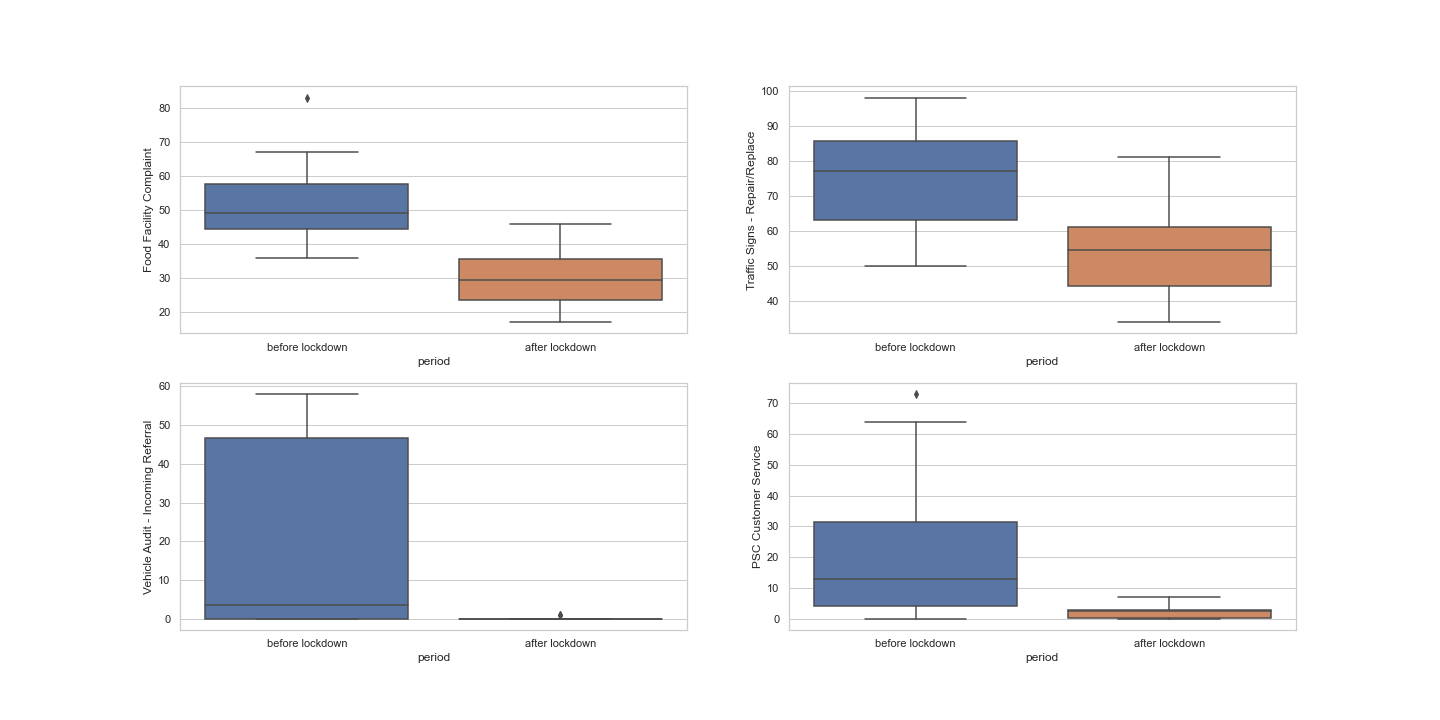 Food Facility Complaint
80
70
60
50
40
30
20
before lockdown after lockdown
period
Traffic Signs - Repair/Replace
100
90
80
70
60
50
40
before lockdown after lockdown
period
Vehicle Audit - Incoming Referral
60
50
40
30
20
10
0
before lockdown after lockdown
period
PSC Customer Service
70
60
50
40
30
20
10
0
before lockdown after lockdown
period